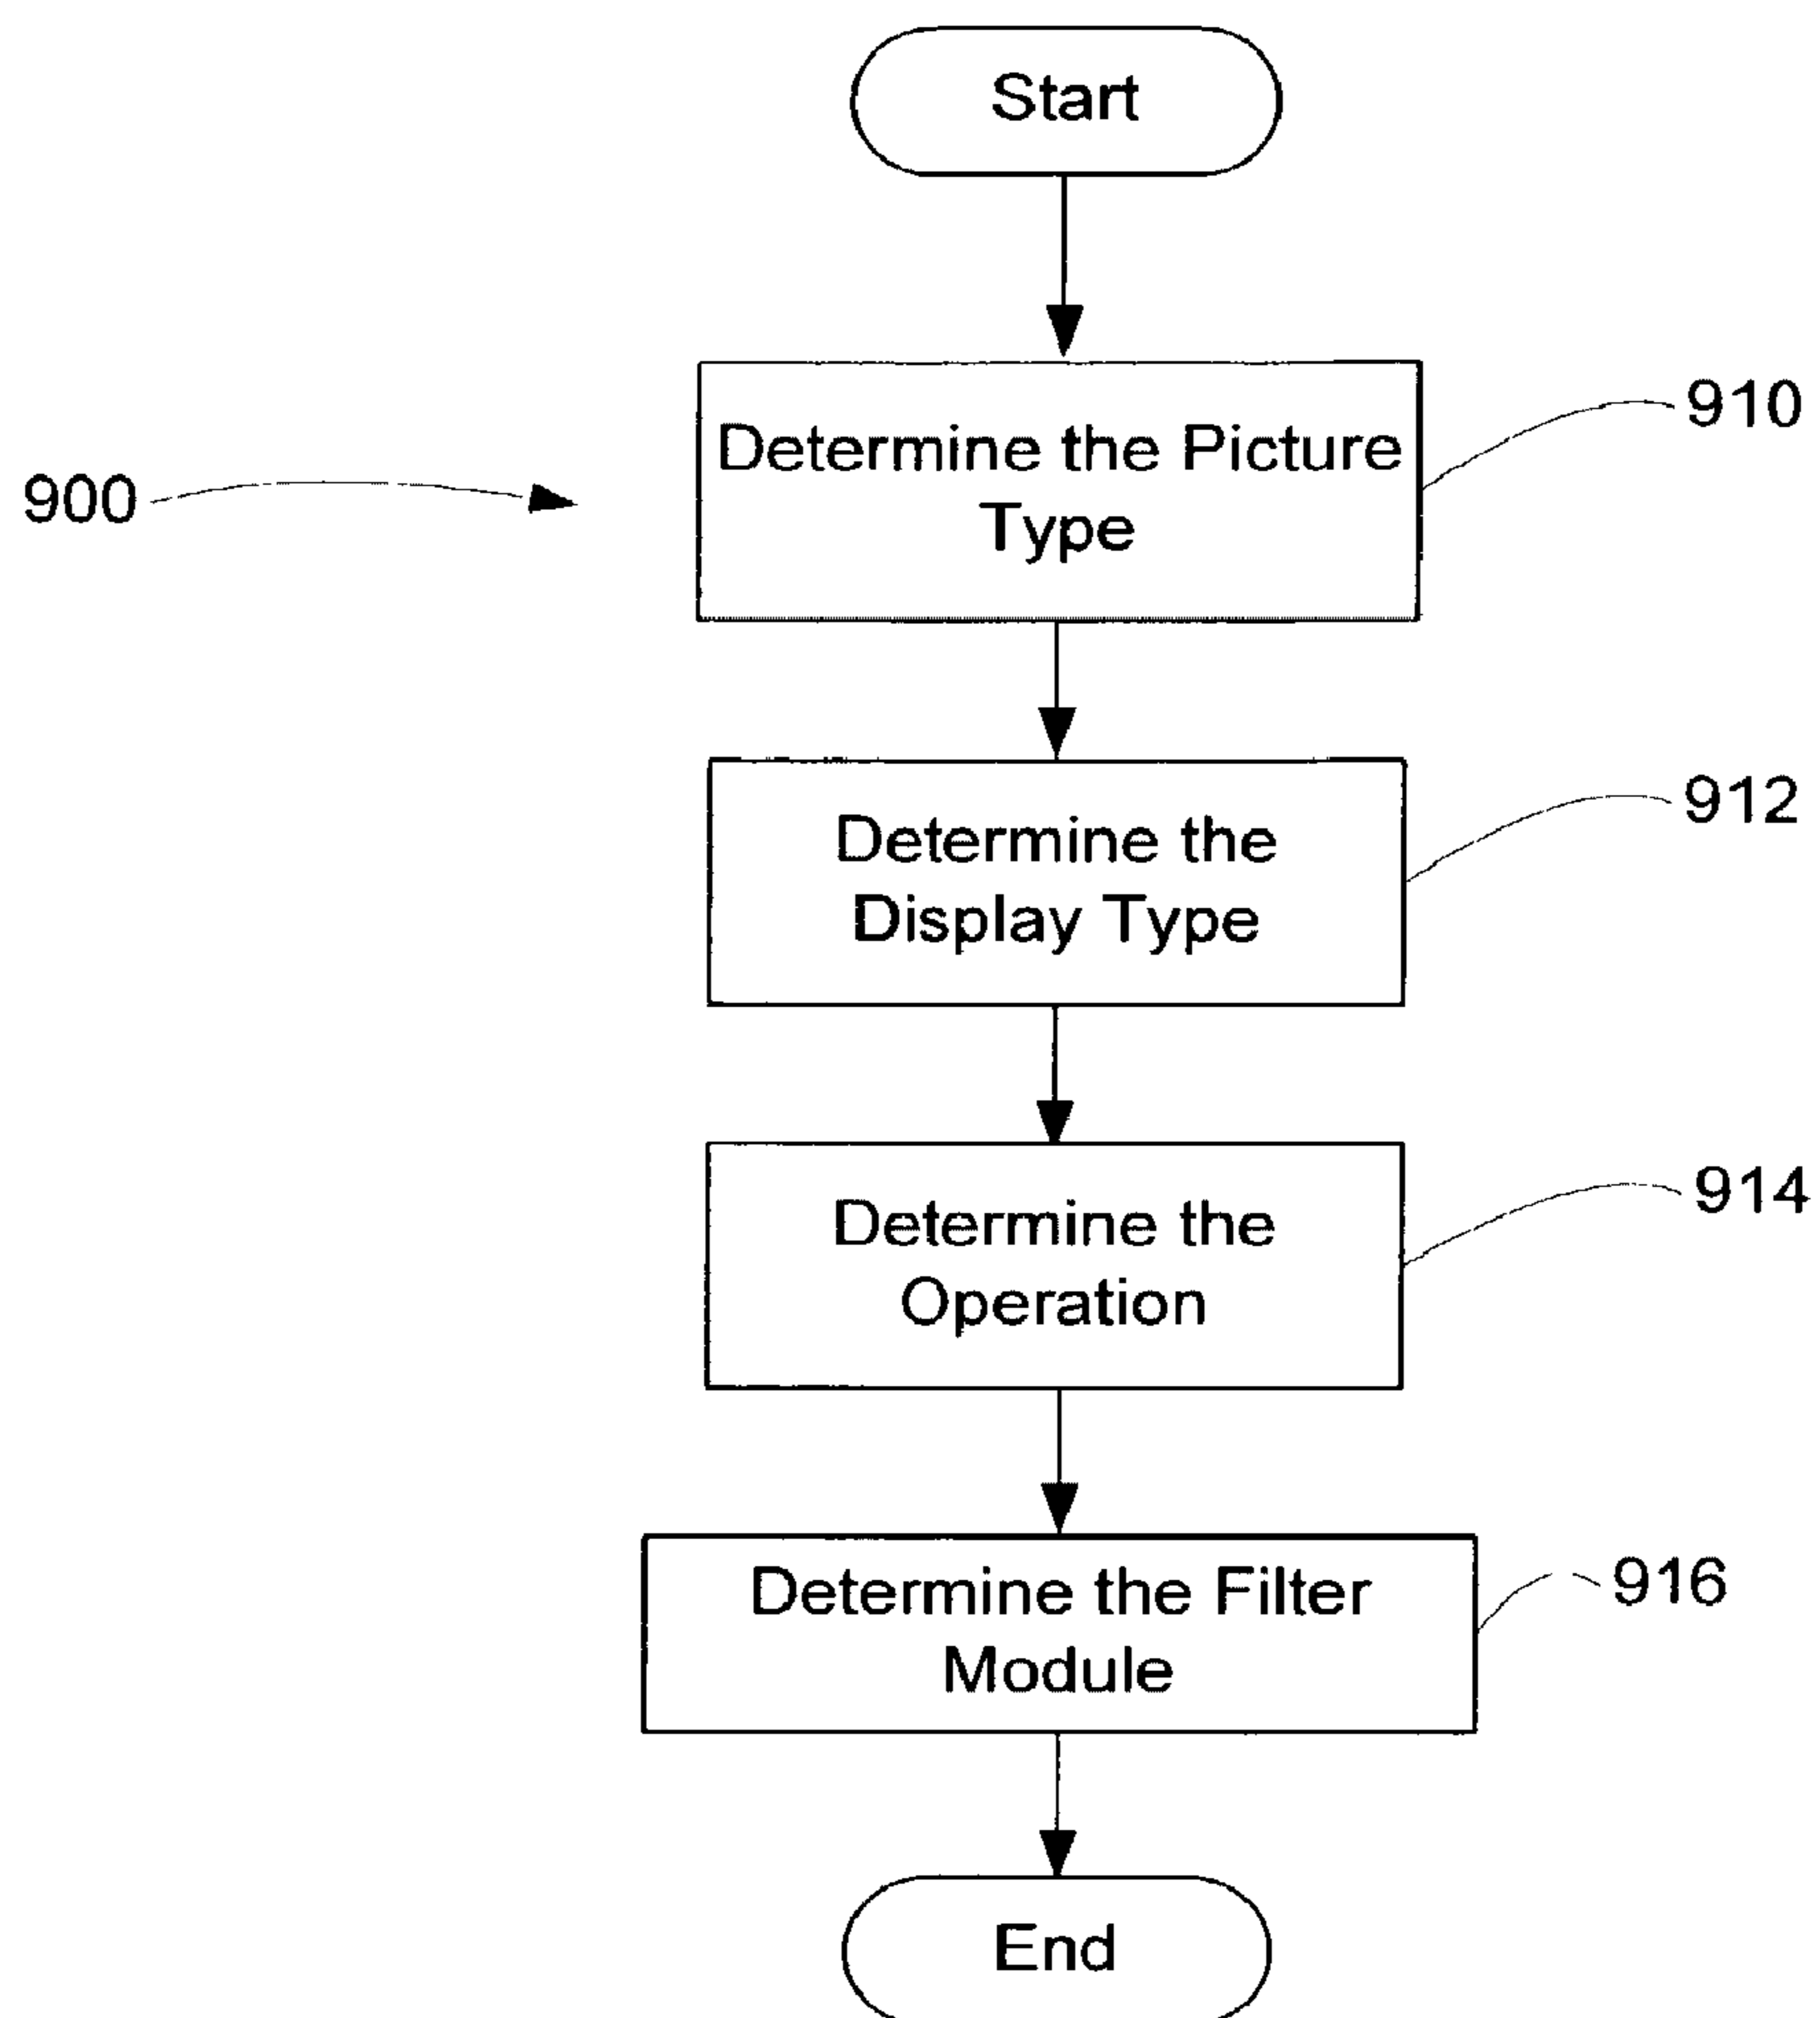 Start
910
Determine the Picture
Type
900
912
Determine the
Display Type
914
Determine the
Operation
916
Determine the Filter
Module
End